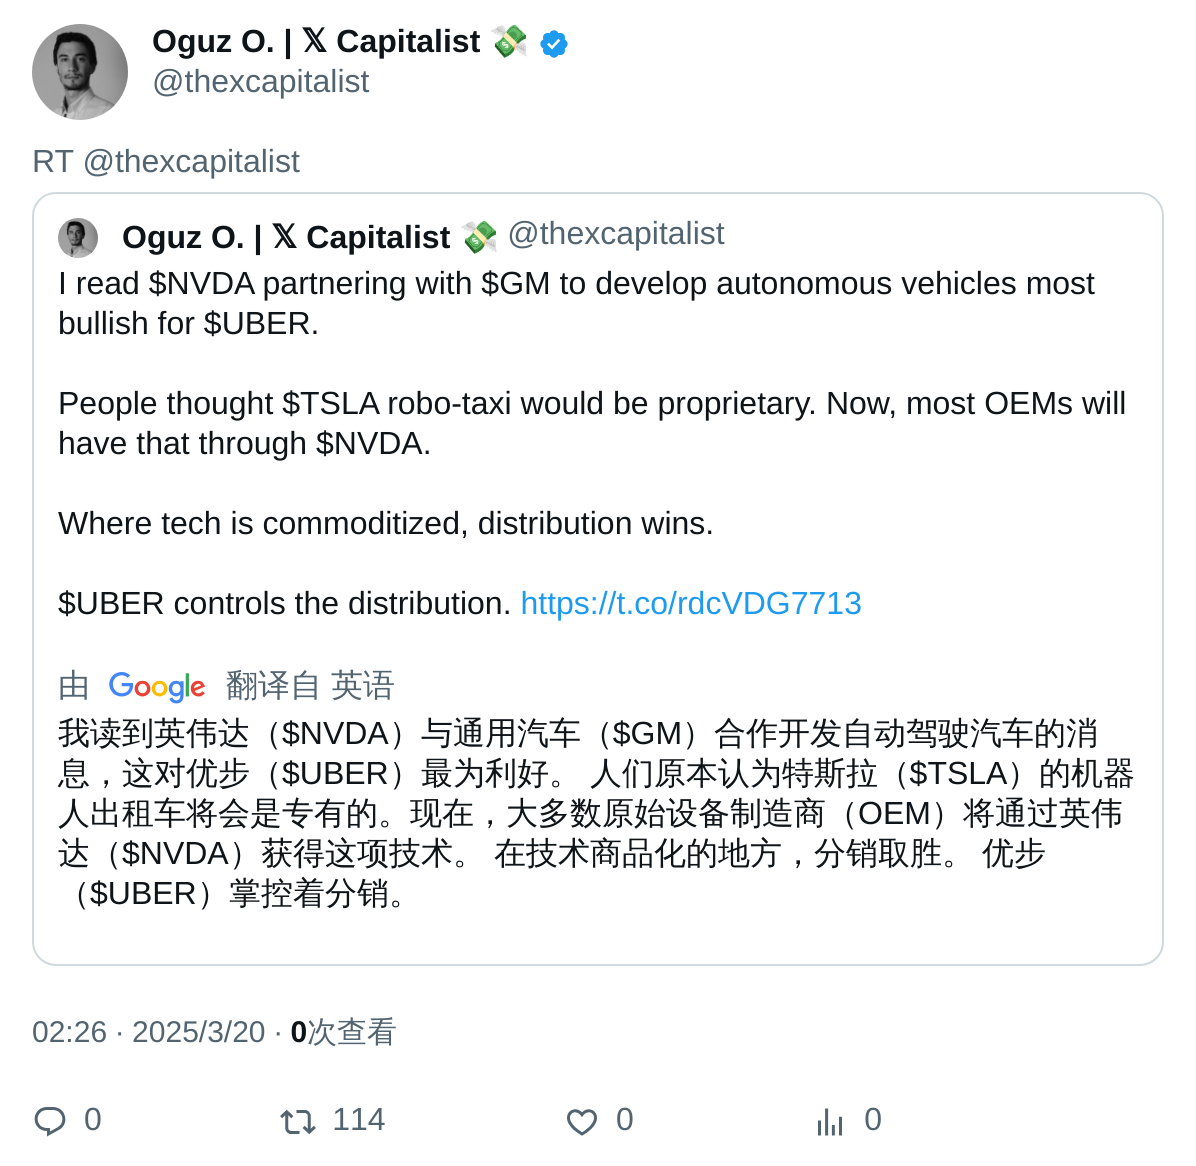 Oguz O. | 𝕏 Capitalist 💸
@thexcapitalist
RT @thexcapitalist
Oguz O. | 𝕏 Capitalist 💸 @thexcapitalist
I read $NVDA partnering with $GM to develop autonomous vehicles most
bullish for $UBER.
People thought $TSLA robo-taxi would be proprietary. Now, most OEMs will
have that through $NVDA.
Where tech is commoditized, distribution wins.
$UBER controls the distribution. https://t.co/rdcVDG7713
由 Google 翻译自 英语
我读到英伟达（$NVDA）与通用汽车（$GM）合作开发自动驾驶汽车的消
息，这对优步（$UBER）最为利好。 人们原本认为特斯拉（$TSLA）的机器
人出租车将会是专有的。现在，大多数原始设备制造商（OEM）将通过英伟
达（$NVDA）获得这项技术。 在技术商品化的地方，分销取胜。 优步
（$UBER）掌控着分销。
02:26 · 2025/3/20 · 0次查看
0 114 0 0